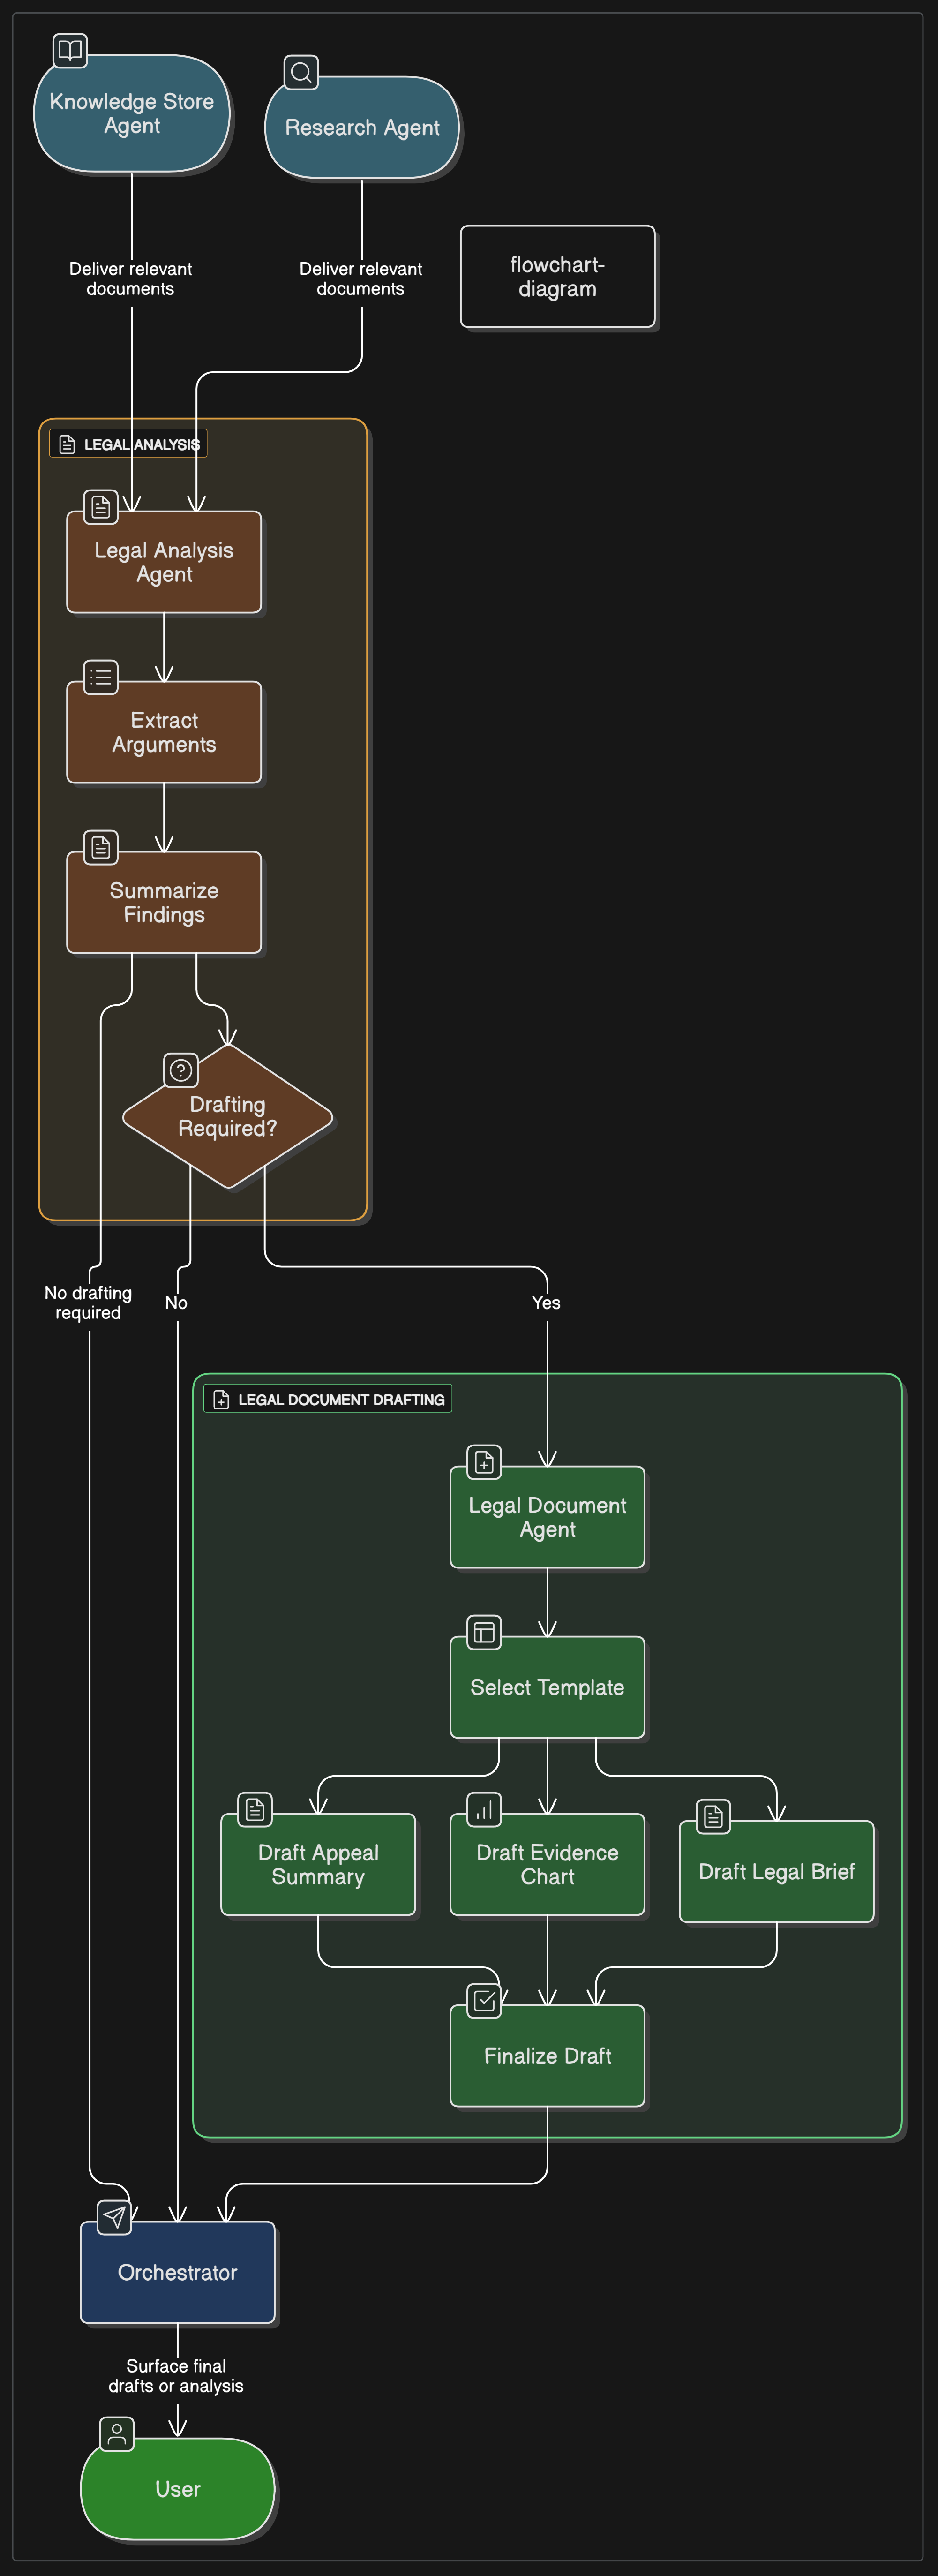 Knowledge Store
Agent
Research Agent
Deliver relevant
documents
Deliver relevant
documents
flowchart-
diagram
LEGAL ANALYSIS
Legal Analysis
Agent
Extract
Arguments
Summarize
Findings
Drafting
Required?
No drafting
required
No
Yes
LEGAL DOCUMENT DRAFTING
Legal Document
Agent
Select Template
Draft Appeal
Summary
Draft Evidence
Chart
Draft Legal Brief
Finalize Draft
Orchestrator
Surface final
drafts or analysis
User